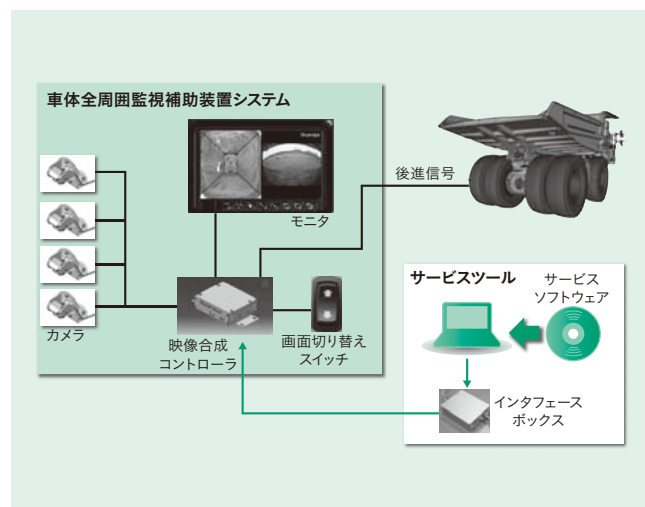 車体全周囲監視補助装置システム
モニタ
後進信号
カメラ
映像合成
コントローラ
画面切り替え
スイッチ
サービスツール
サービス
ソフトウェア
インタフェース
ボックス